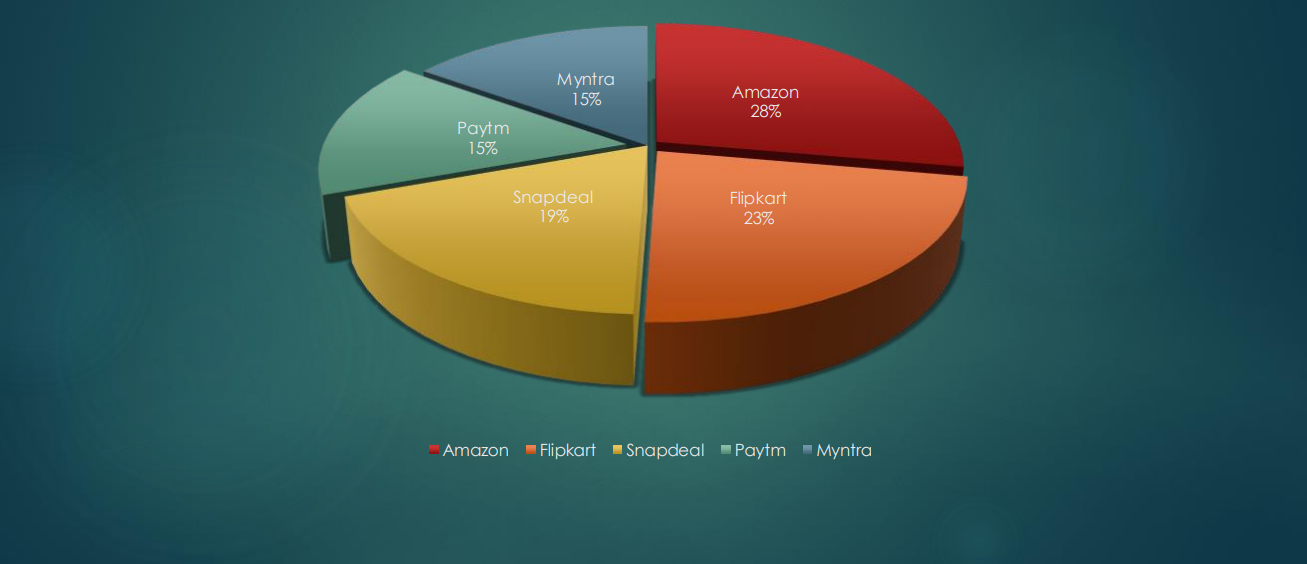 Myntra
15%
Amazon
28%
Paytm
15%
Snapdeal
19%
Flipkart
23%
Amazon Flipkart Snapdeal Paytm Myntra